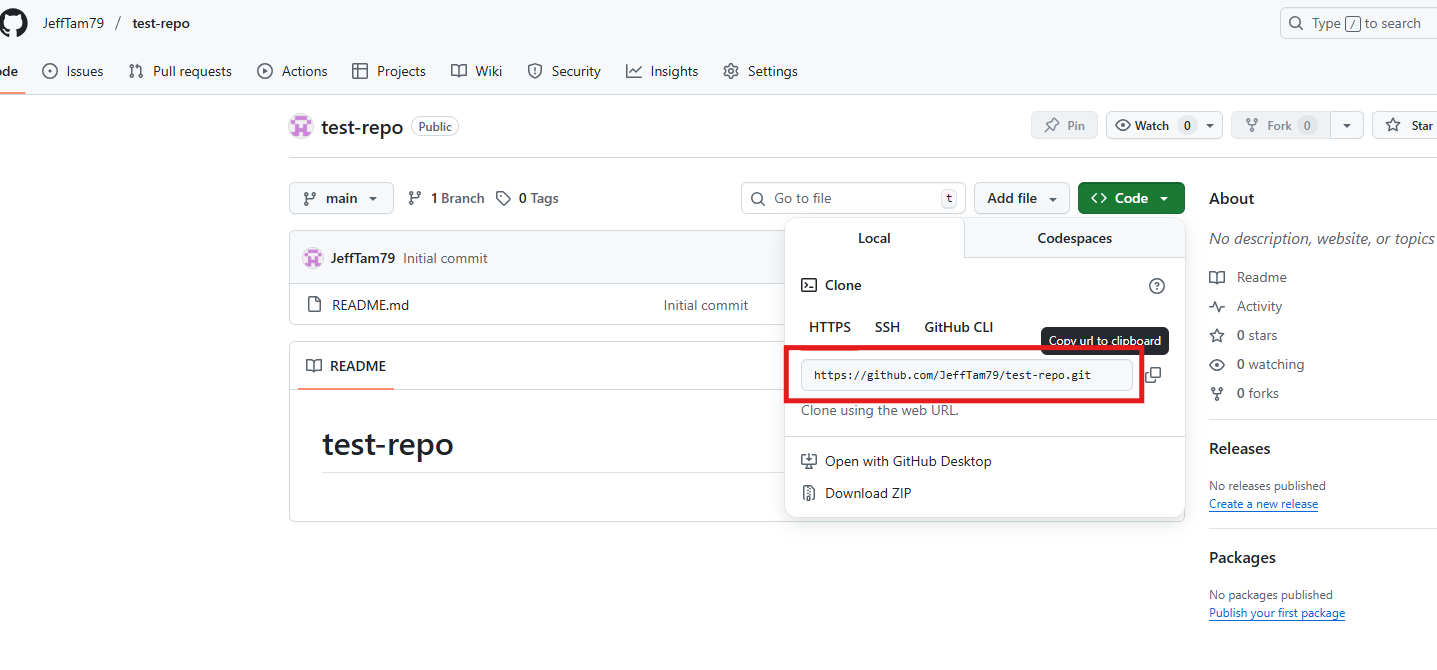 JeffTam79 / test-repo
Type / to search
ode Issues Pull requests Actions Projects Wiki Security Insights Settings
test-repo Public
Pin Watch 0 Fork 0 Star
main 1 Branch 0 Tags
Go to file t Add file <> Code
JeffTam79 Initial commit
README.md Initial commit
README
test-repo
Local Codespaces
Clone
HTTPS SSH GitHub CLI
Copy url to clipboard
https://github.com/JeffTam79/test-repo.git
Clone using the web URL.
Open with GitHub Desktop
Download ZIP
About
No description, website, or topics
Readme
Activity
0 stars
0 watching
0 forks
Releases
No releases published
Create a new release
Packages
No packages published
Publish your first package